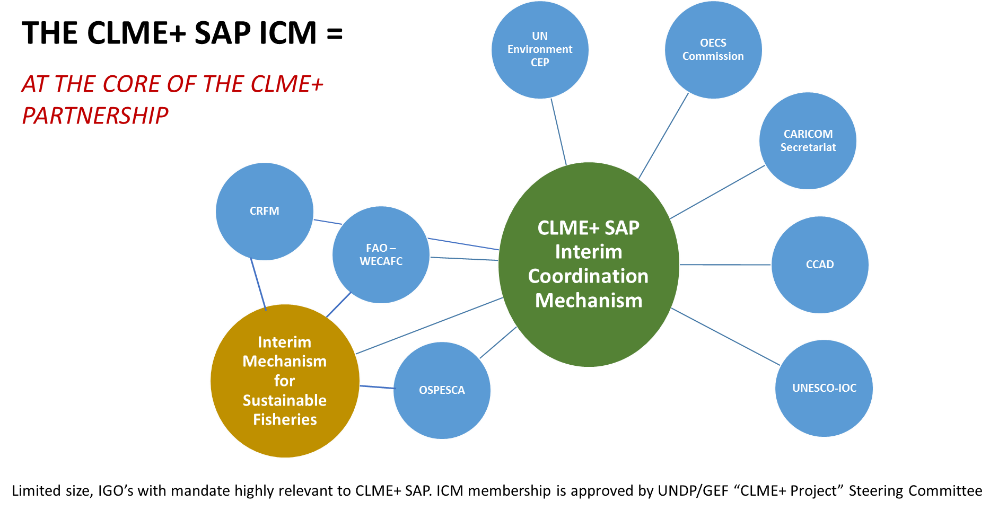 THE CLME+ SAP ICM =
AT THE CORE OF THE CLME+
PARTNERSHIP
UN
Environment
CEP
OECS
Commission
CARICOM
Secretariat
CRFM
FAO –
WECAFC
CLME+ SAP
Interim
Coordination
Mechanism
CCAD
Interim
Mechanism
for
Sustainable
Fisheries
OSPESCA
UNESCO-IOC
Limited size, IGO’s with mandate highly relevant to CLME+ SAP. ICM membership is approved by UNDP/GEF “CLME+ Project” Steering Committee